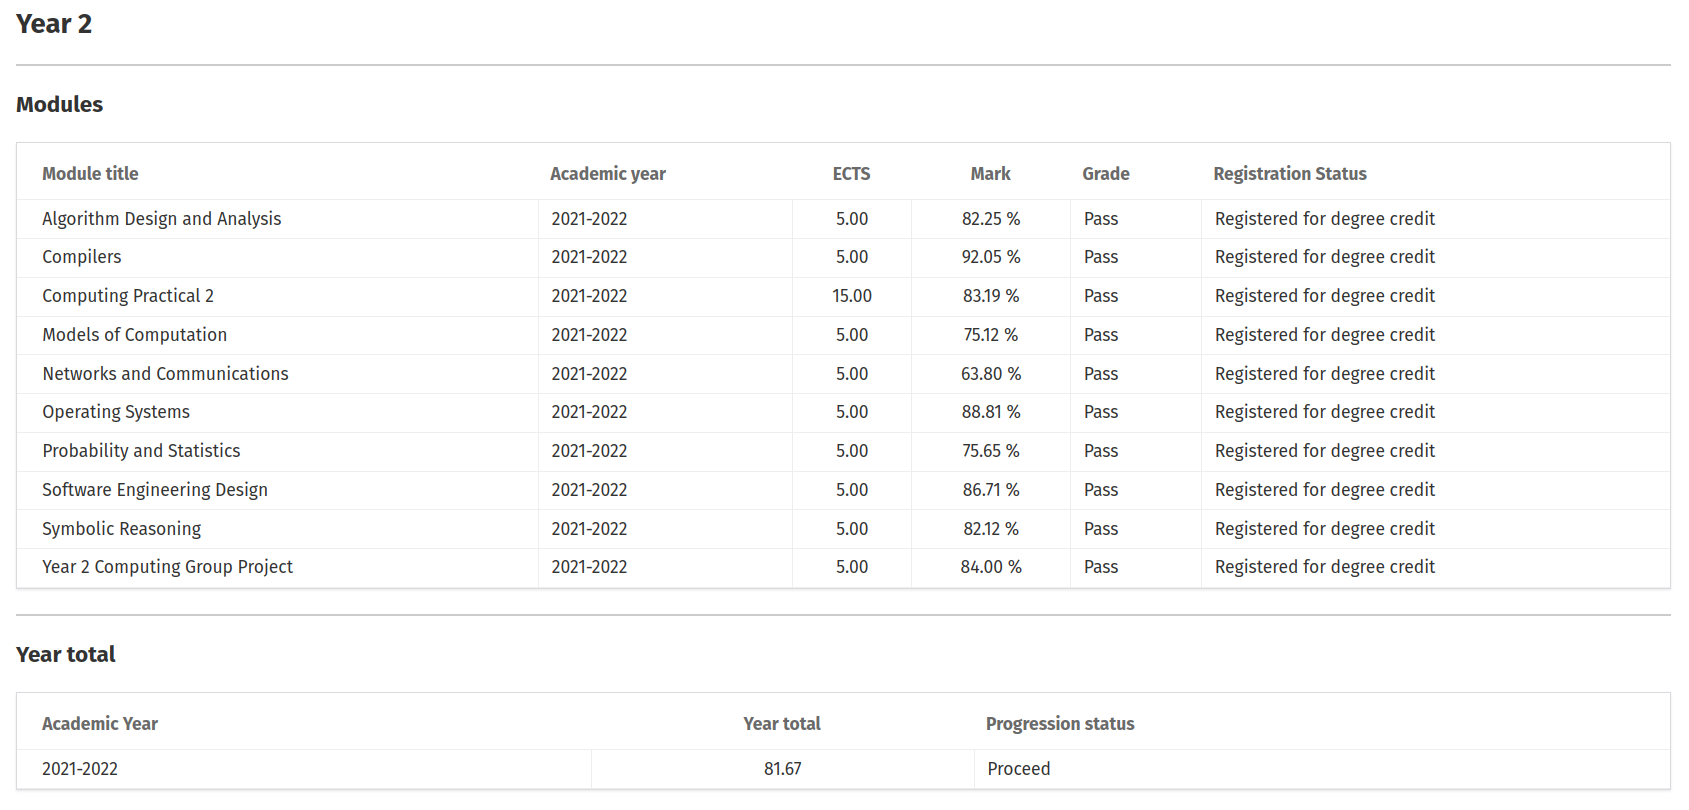 Year 2
Modules
Module title Academic year ECTS Mark Grade Registration Status
Algorithm Design and Analysis 2021-2022 5.00 82.25 % Pass Registered for degree credit
Compilers 2021-2022 5.00 92.05 % Pass Registered for degree credit
Computing Practical 2 2021-2022 15.00 83.19 % Pass Registered for degree credit
Models of Computation 2021-2022 5.00 75.12 % Pass Registered for degree credit
Networks and Communications 2021-2022 5.00 63.80 % Pass Registered for degree credit
Operating Systems 2021-2022 5.00 88.81 % Pass Registered for degree credit
Probability and Statistics 2021-2022 5.00 75.65 % Pass Registered for degree credit
Software Engineering Design 2021-2022 5.00 86.71 % Pass Registered for degree credit
Symbolic Reasoning 2021-2022 5.00 82.12 % Pass Registered for degree credit
Year 2 Computing Group Project 2021-2022 5.00 84.00 % Pass Registered for degree credit
Year total
Academic Year Year total Progression status
2021-2022 81.67 Proceed